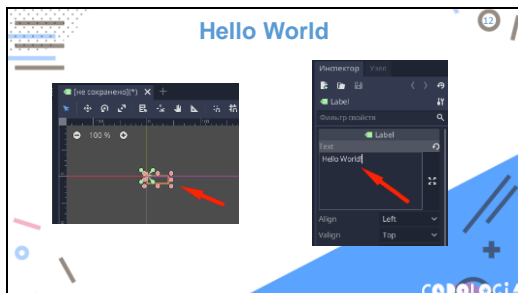 Hello World
12
[не сохранено](*) X +
100 %
Инспектор Узел
Label
Фильтр свойств
Label
Text
Hello World!
Align Left
Valign Top